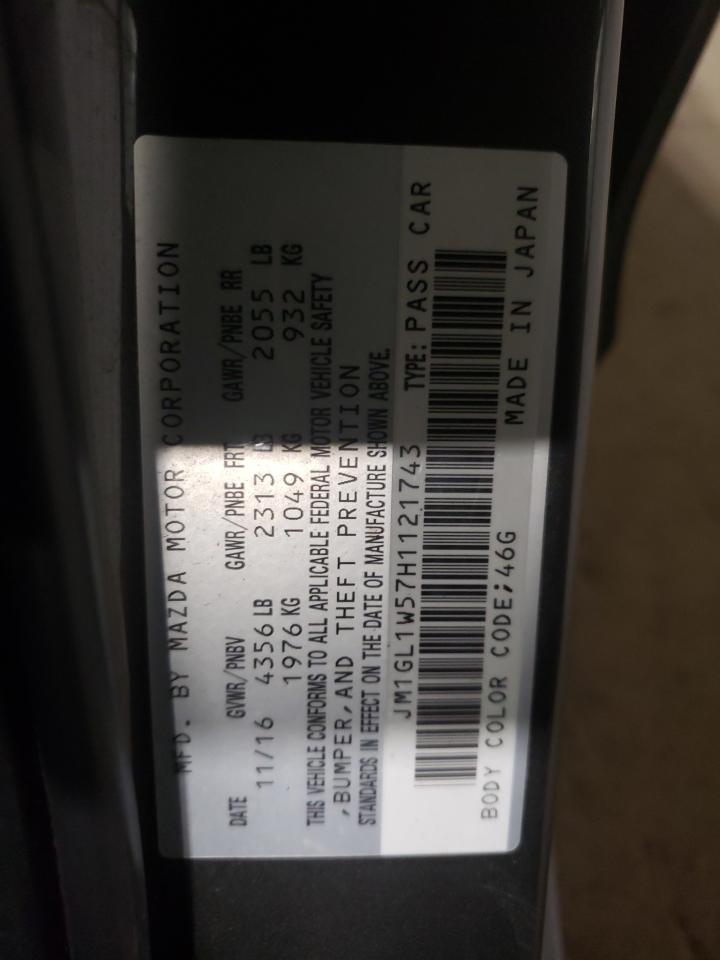 MFD. BY MAZDA MOTOR CORPORATION
DATE GVWR/PNBV GAWR/PNBE FRT GAWR/PNBE RR
11/16 4356 LB 2313 LB 2055 LB
1976 KG 1049 KG 932 KG
THIS VEHICLE CONFORMS TO ALL APPLICABLE FEDERAL MOTOR VEHICLE SAFETY
,BUMPER,AND THEFT PREVENTION
STANDARDS IN EFFECT ON THE DATE OF MANUFACTURE SHOWN ABOVE.
JM1GL1W57H1121743 TYPE: PASS CAR
BODY COLOR CODE;46G MADE IN JAPAN